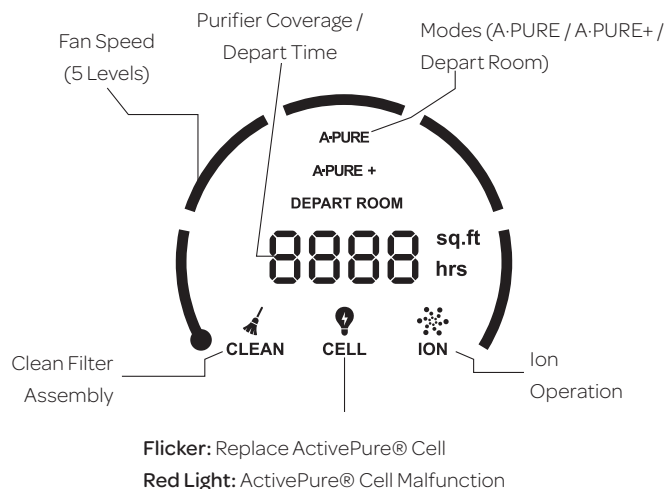 Purifier Coverage /
Depart Time
Fan Speed
(5 Levels)
Modes (A·PURE / A·PURE+ /
Depart Room)
A·PURE
A·PURE +
DEPART ROOM
8888 sq.ft
hrs
CLEAN CELL ION
Clean Filter
Assembly
Ion
Operation
Flicker: Replace ActivePure® Cell
Red Light: ActivePure® Cell Malfunction